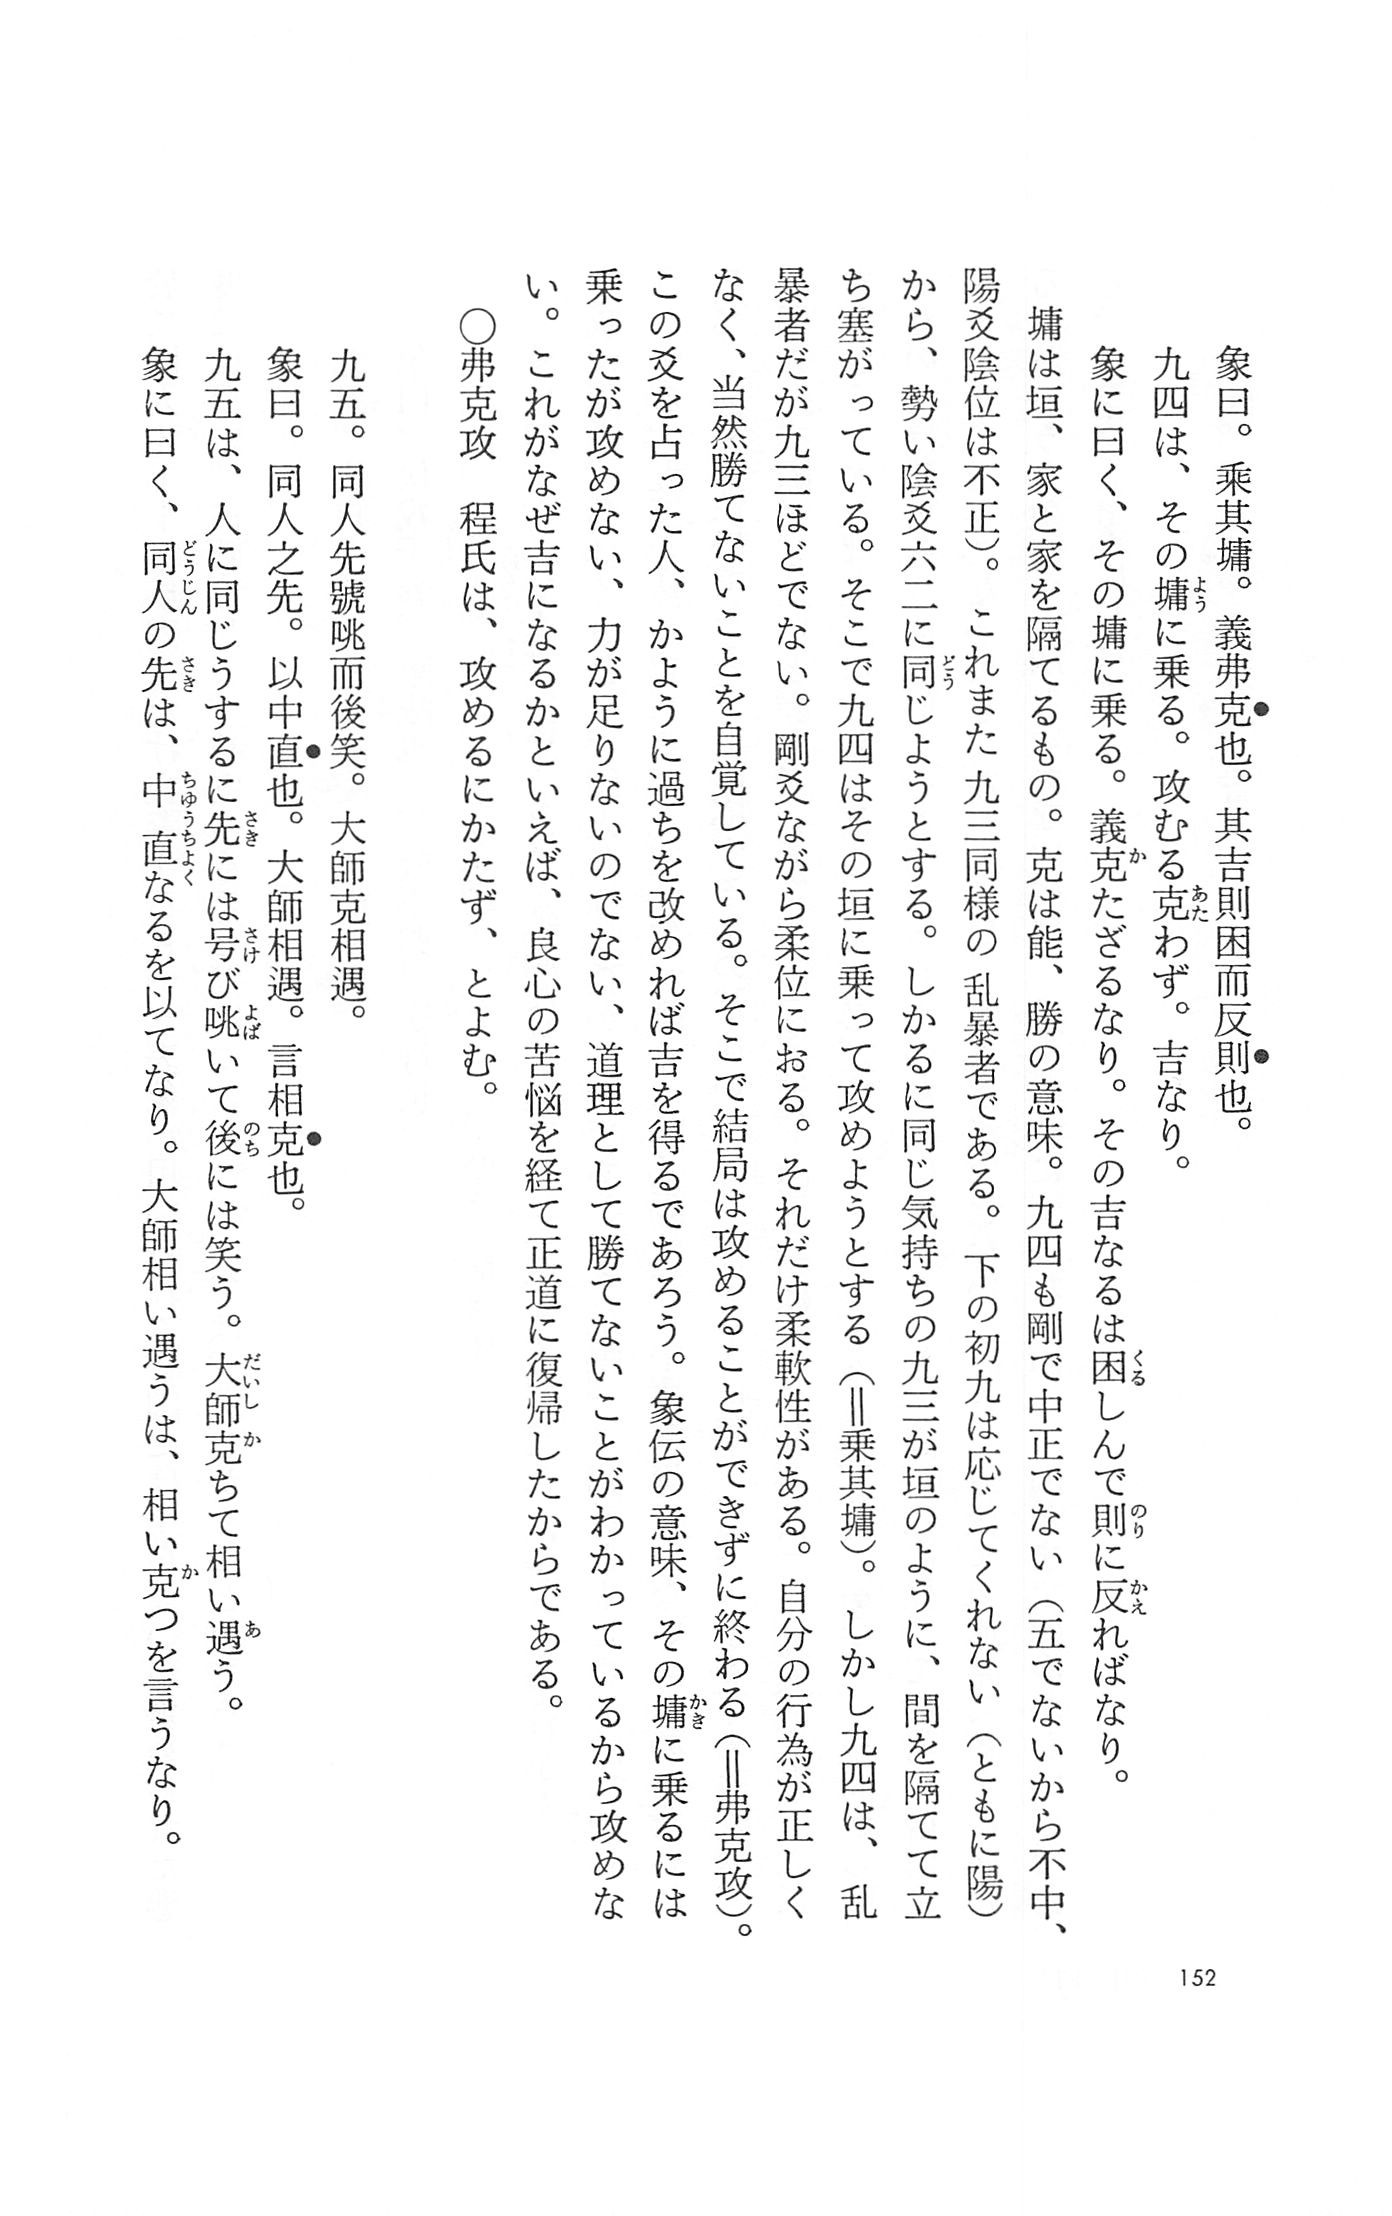 象曰。乘其墉。義弗克也。其吉則困而反則也。
九四は、その墉に乗る。攻むる克わず。吉なり。
象に曰く、その墉に乗る。義克たざるなり。その吉なるは困しんで則に反ればなり。
墉は垣、家と家を隔てるもの。克は能、勝の意味。九四も剛で中正でない（五でないから不中、
陽爻陰位は不正）。これまた九三同様の乱暴者である。下の初九は応じてくれない（ともに陽）
から、勢い陰爻六二に同じようとする。しかるに同じ気持ちの九三が垣のように、間を隔てて立
ち塞がっている。そこで九四はその垣に乗って攻めようとする（＝乗其墉）。しかし九四は、乱
暴者だが九三ほどでない。剛爻ながら柔位におる。それだけ柔軟性がある。自分の行為が正しく
なく、当然勝てないことを自覚している。そこで結局は攻めることができずに終わる（＝弗克攻）。
この爻を占った人、かように過ちを改めれば吉を得るであろう。象伝の意味、その墉に乗るには
乗ったが攻めない、力が足りないのでない、道理として勝てないことがわかっているから攻めな
い。これがなぜ吉になるかといえば、良心の苦悩を経て正道に復帰したからである。
〇弗克攻　程氏は、攻めるにかたず、とよむ。
九五。同人先號咷而後笑。大師克相遇。
象曰。同人之先。以中直也。大師相遇。言相克也。
九五は、人に同じうするに先には号び咷いて後には笑う。大師克ちて相い遇う。
象に曰く、同人の先は、中直なるを以てなり。大師相い遇うは、相い克つを言うなり。
152